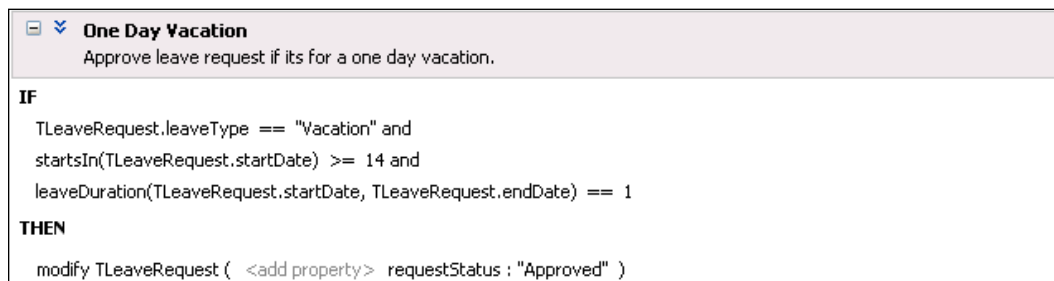 One Day Vacation
Approve leave request if its for a one day vacation.
IF
TLeaveRequest.leaveType == "Vacation" and
startsIn(TLeaveRequest.startDate) >= 14 and
leaveDuration(TLeaveRequest.startDate, TLeaveRequest.endDate) == 1
THEN
modify TLeaveRequest ( <add property> requestStatus : "Approved" )